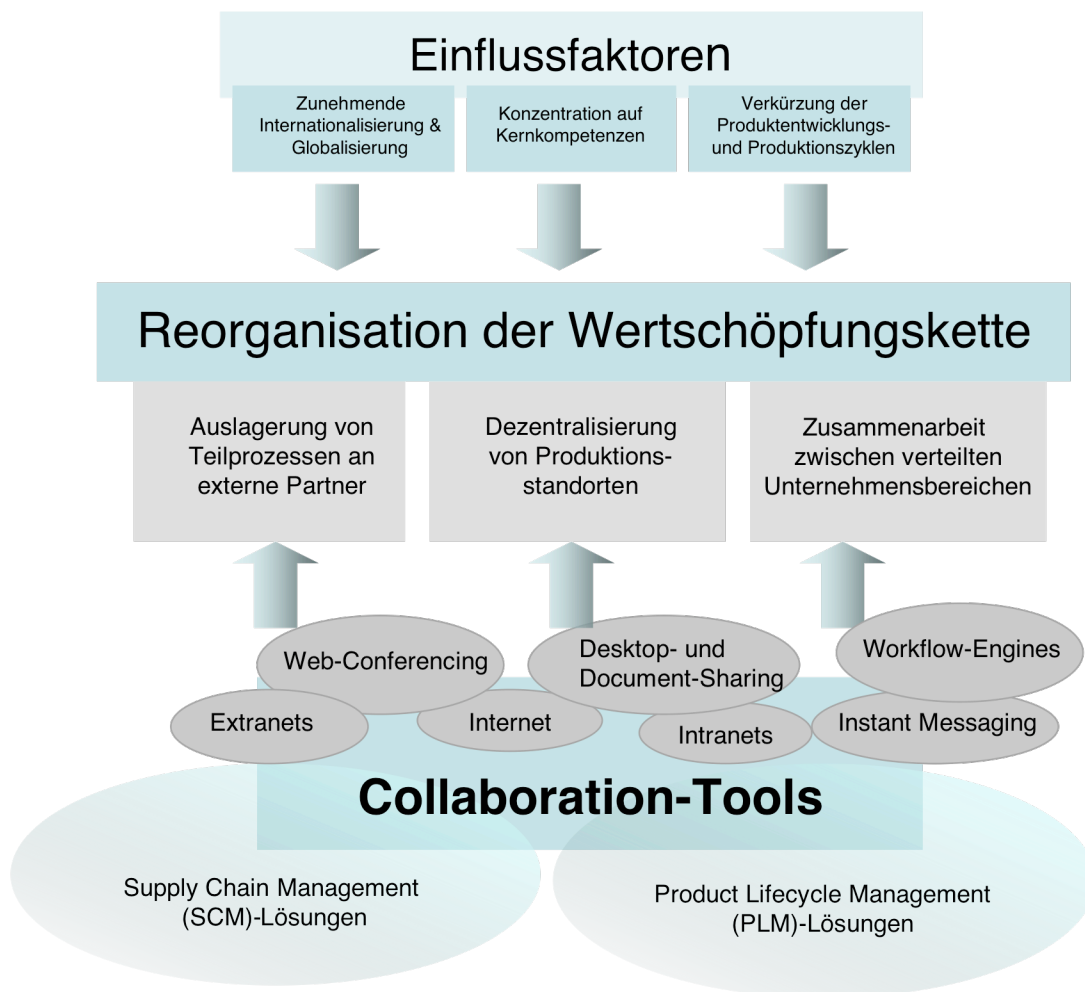 Einflussfaktoren
Zunehmende
Internationalisierung &
Globalisierung
Konzentration auf
Kernkompetenzen
Verkürzung der
Produktentwicklungs-
und Produktionszyklen
Reorganisation der Wertschöpfungskette
Auslagerung von
Teilprozessen an
externe Partner
Dezentralisierung
von Produktions-
standorten
Zusammenarbeit
zwischen verteilten
Unternehmensbereichen
Web-Conferencing
Desktop- und
Document-Sharing
Workflow-Engines
Extranets
Internet
Intranets
Instant Messaging
Collaboration-Tools
Supply Chain Management
(SCM)-Lösungen
Product Lifecycle Management
(PLM)-Lösungen